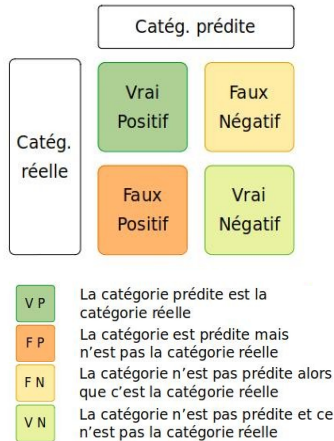 Catég. prédite
Catég.
réelle
Vrai
Positif
Faux
Négatif
Faux
Positif
Vrai
Négatif
V P
La catégorie prédite est la
catégorie réelle
F P
La catégorie est prédite mais
n'est pas la catégorie réelle
F N
La catégorie n'est pas prédite alors
que c'est la catégorie réelle
V N
La catégorie n'est pas prédite et ce
n'est pas la catégorie réelle